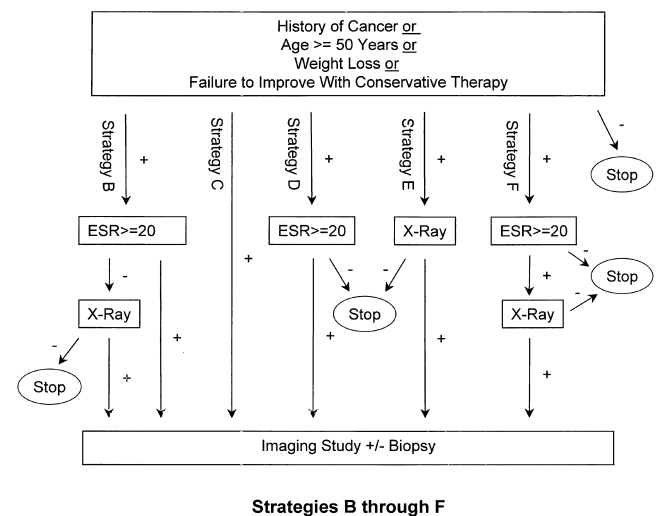 History of Cancer or
Age >= 50 Years or
Weight Loss or
Failure to Improve With Conservative Therapy
Strategy B
+
Strategy C
+
Strategy D
+
Strategy E
+
Strategy F
+
-
Stop
ESR>=20
ESR>=20
X-Ray
ESR>=20
-
+
-
-
Stop
+
-
Stop
-
X-Ray
+
+
+
X-Ray
-
Stop
+
+
Imaging Study +/- Biopsy
Strategies B through F